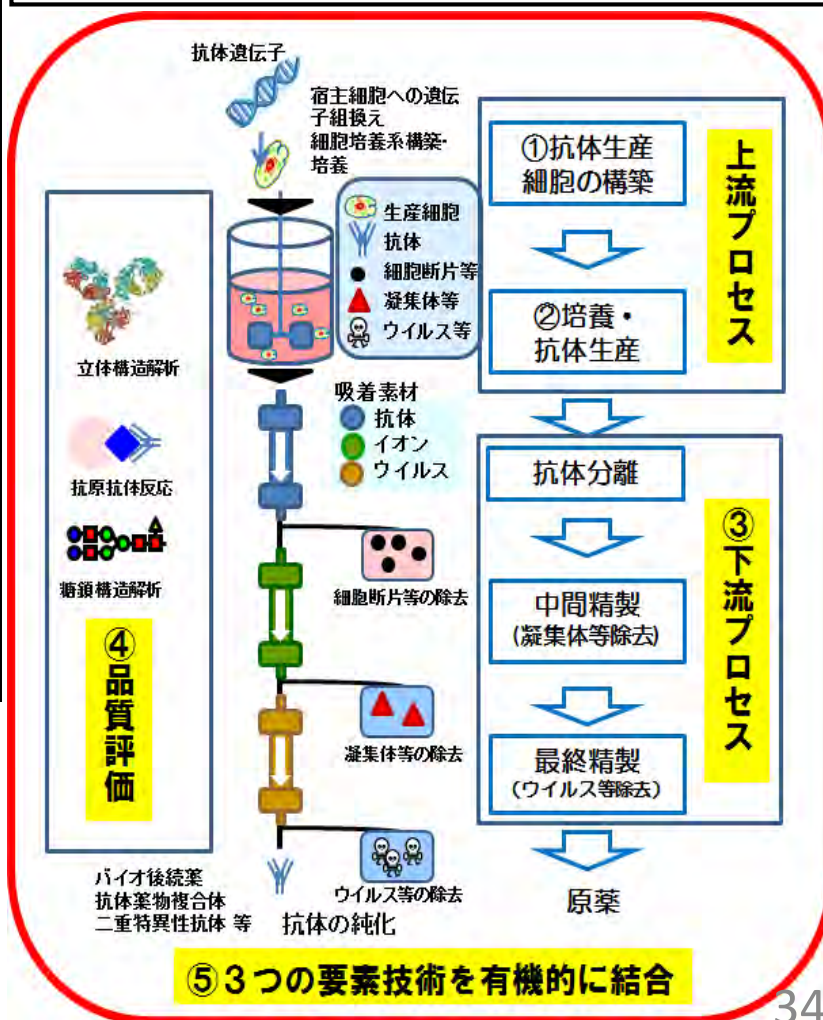 抗体遺伝子
宿主細胞への遺伝
子組換え
細胞培養系構築・
培養
生産細胞
抗体
細胞断片等
凝集体等
ウイルス等
①抗体生産
細胞の構築
②培養・
抗体生産
上流プロセス
立体構造解析
抗原抗体反応
糖鎖構造解析
④品質評価
吸着素材
抗体
イオン
ウイルス
細胞断片等の除去
凝集体等の除去
ウイルス等の除去
抗体の純化
抗体分離
中間精製
(凝集体等除去)
最終精製
(ウイルス等除去)
③下流プロセス
原薬
バイオ後続薬
抗体薬物複合体
二重特異性抗体 等
⑤3つの要素技術を有機的に結合
34